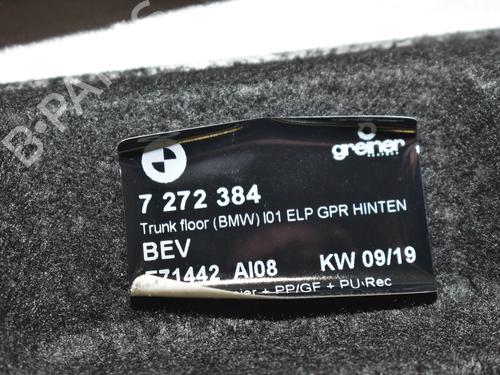 B-PARTS
greiner
7 272 384
Trunk floor (BMW) I01 ELP GPR HINTEN
BEV
E71442 AI08 KW 09/19
+ PP/GF + PU Rec